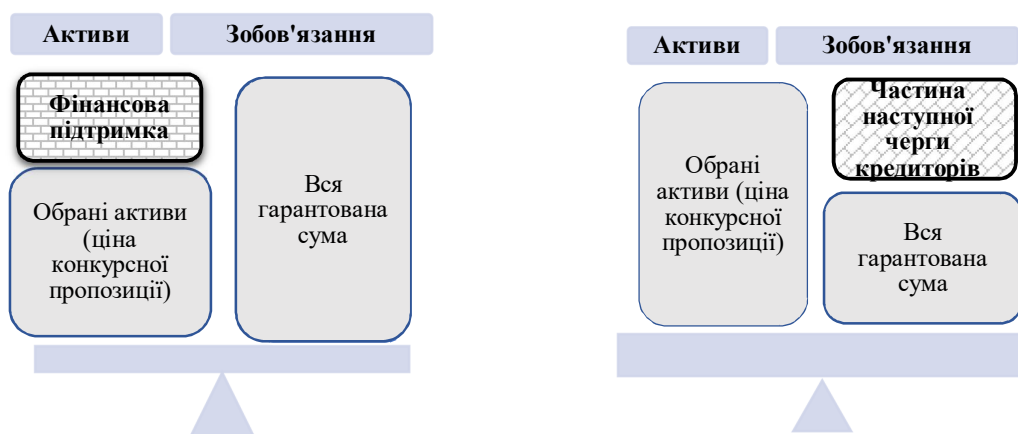 Активи
Зобов'язання
Фінансова
підтримка
Обрані активи
(ціна
конкурсної
пропозиції)
Вся
гарантована
сума
Активи
Зобов'язання
Обрані
активи (ціна
конкурсної
пропозиції)
Частина
наступної
черги
кредиторів
Вся
гарантована
сума